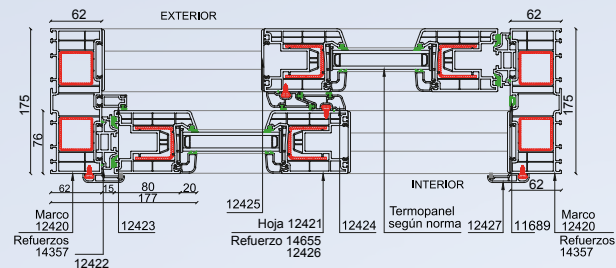 EXTERIOR
62
62
175
76
175
62
15
80
20
177
INTERIOR
62
Marco
12420
Refuerzos
14357
12422
12423
12425
Hoja 12421
Refuerzo 14655
12426
12424
Termopanel
según norma
12427
11689
Marco
12420
Refuerzos
14357